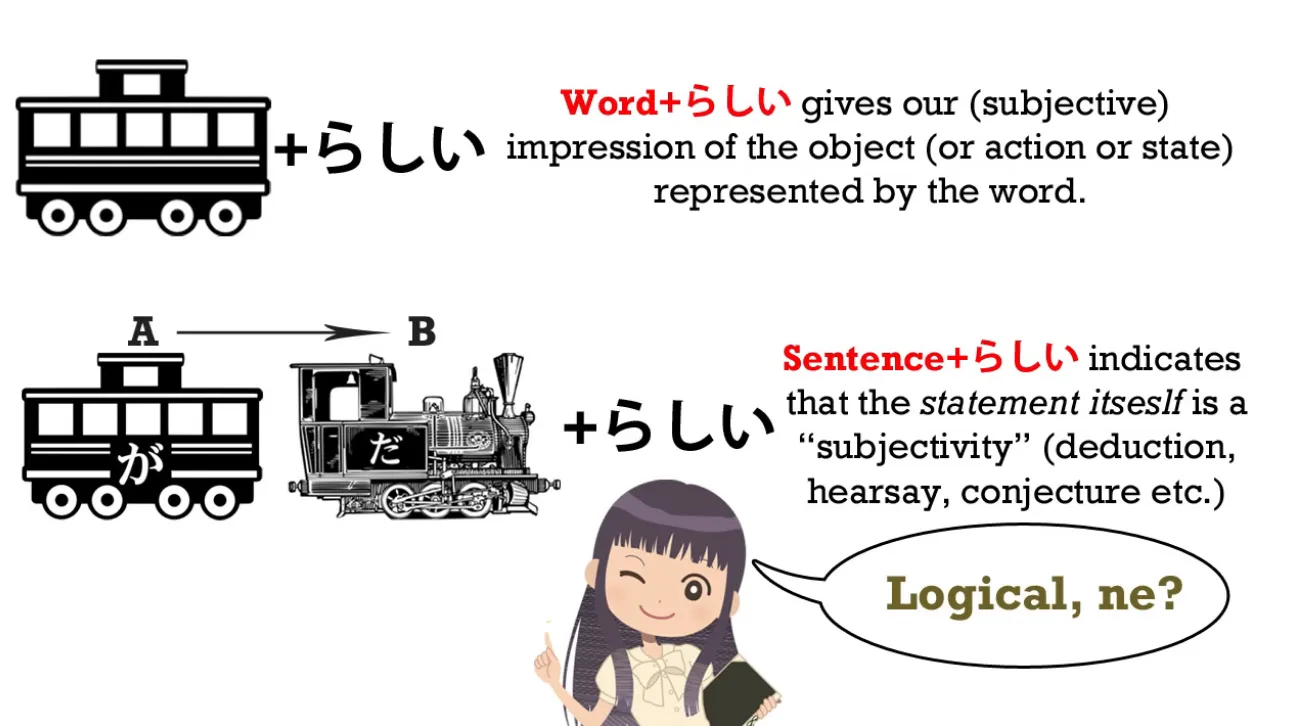 +らしい
Word+らしい gives our (subjective)
impression of the object (or action or state)
represented by the word.
A B
が
だ
+らしい
Sentence+らしい indicates
that the statement itseslf is a
“subjectivity” (deduction,
hearsay, conjecture etc.)
Logical, ne?